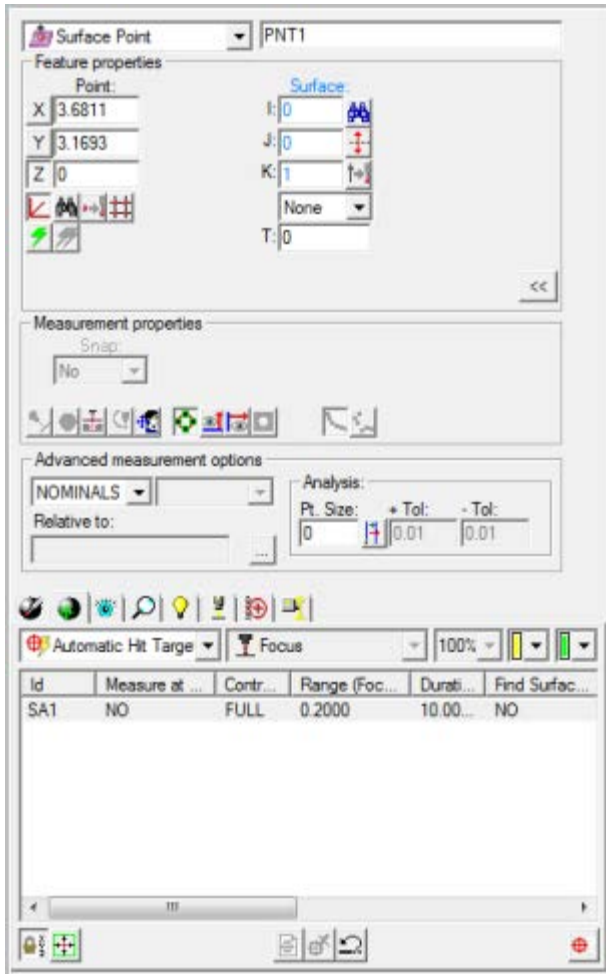 Surface Point PNT1
Feature properties
Point: Surface:
X 3.6811 I: 0
Y 3.1693 J: 0
Z 0 K: 1
None
T: 0
<<
Measurement properties
Snap:
No
Advanced measurement options
NOMINALS Analysis:
Pt. Size: + Tol: - Tol:
Relative to: 0 0.01 0.01
...
Automatic Hit Targe Focus 100%
Id Measure at ... Contr... Range (Foc... Durati... Find Surfac...
SA1 NO FULL 0.2000 10.00... NO